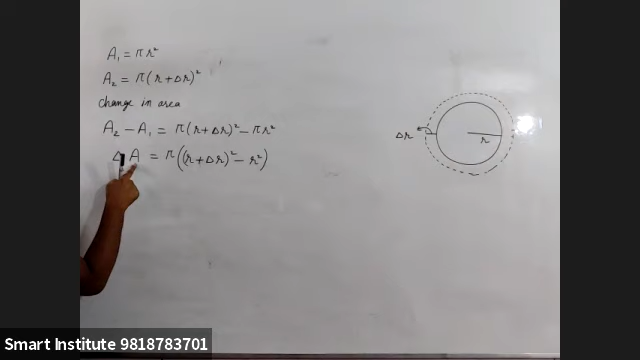 A₁ = πr²
A₂ = π(r + Δr)²
change in area
A₂ − A₁ = π(r + Δr)² − πr²
ΔA = π((r + Δr)² − r²)
Δr
r
Smart Institute 9818783701